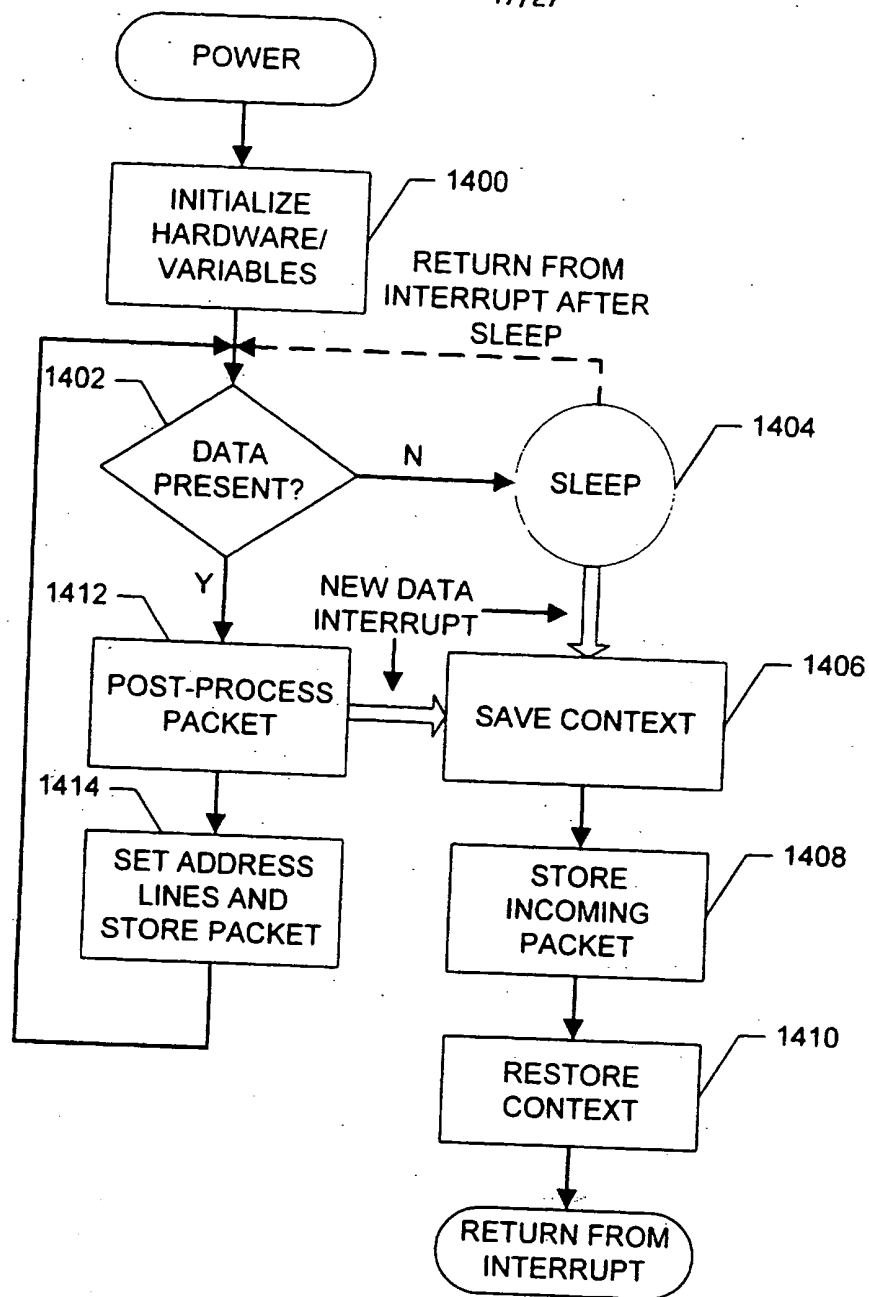 17/27
POWER
1400
INITIALIZE
HARDWARE/
VARIABLES
RETURN FROM
INTERRUPT AFTER
SLEEP
1402
DATA
PRESENT?
N
SLEEP
1404
Y
NEW DATA
INTERRUPT
1412
POST-PROCESS
PACKET
SAVE CONTEXT
1406
1414
SET ADDRESS
LINES AND
STORE PACKET
STORE
INCOMING
PACKET
1408
RESTORE
CONTEXT
1410
RETURN FROM
INTERRUPT